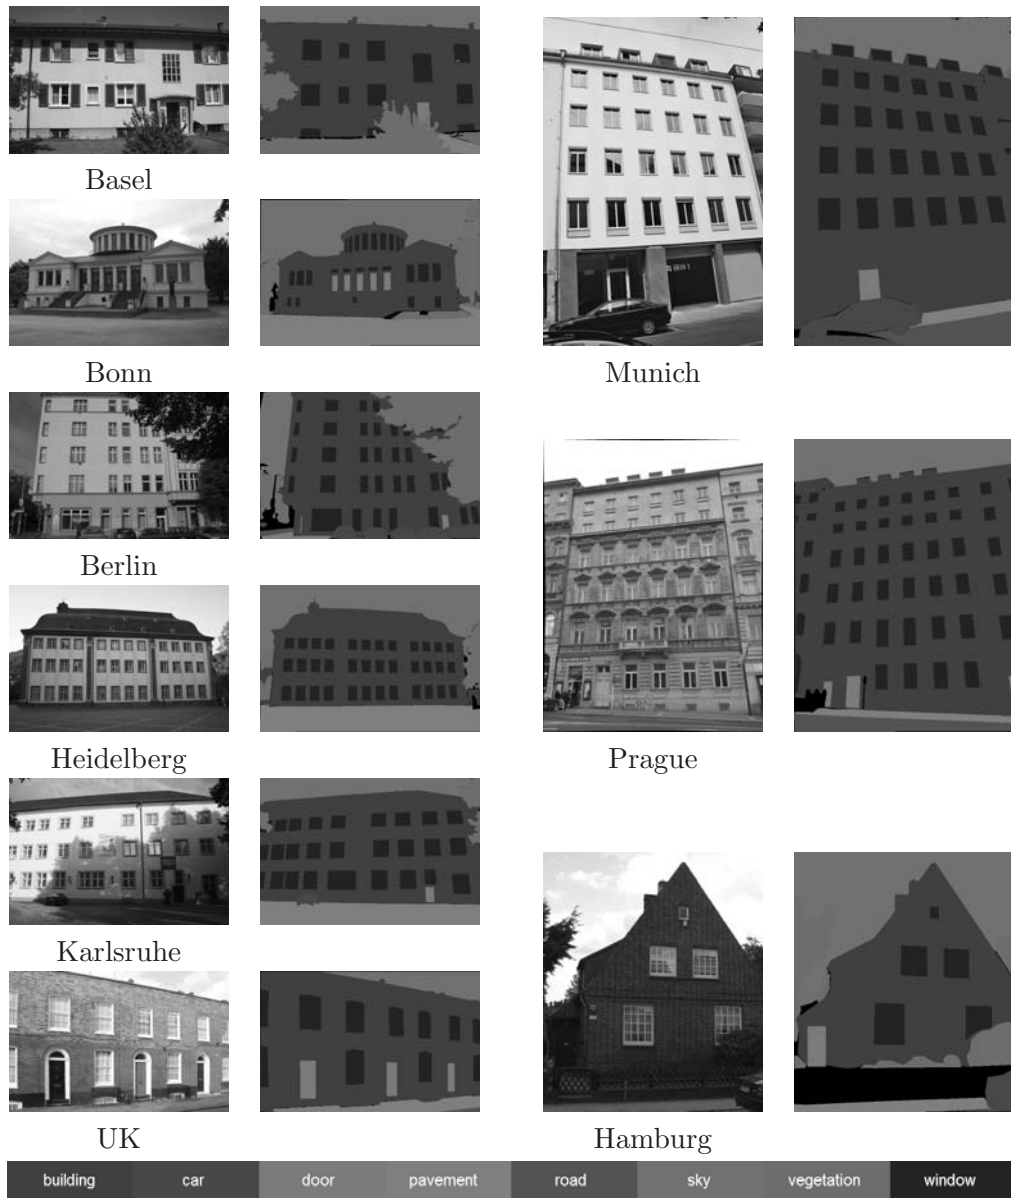 Basel
Bonn
Munich
Berlin
Heidelberg
Prague
Karlsruhe
UK
Hamburg
building car door pavement road sky vegetation window